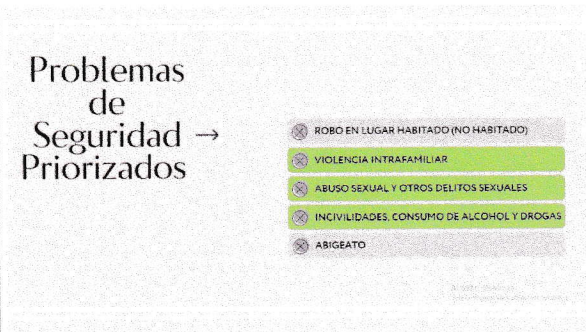 Problemas
de
Seguridad →
Priorizados
ROBO EN LUGAR HABITADO (NO HABITADO)
VIOLENCIA INTRAFAMILIAR
ABUSO SEXUAL Y OTROS DELITOS SEXUALES
INCIVILIDADES, CONSUMO DE ALCOHOL Y DROGAS
ABIGEATO